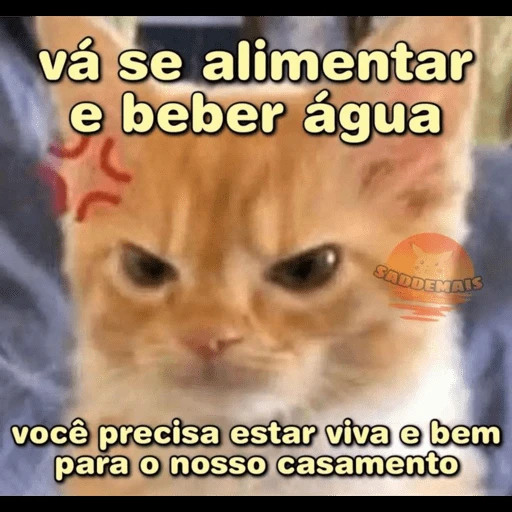 vá se alimentar
e beber água
SADDEMAIS
você precisa estar viva e bem
para o nosso casamento